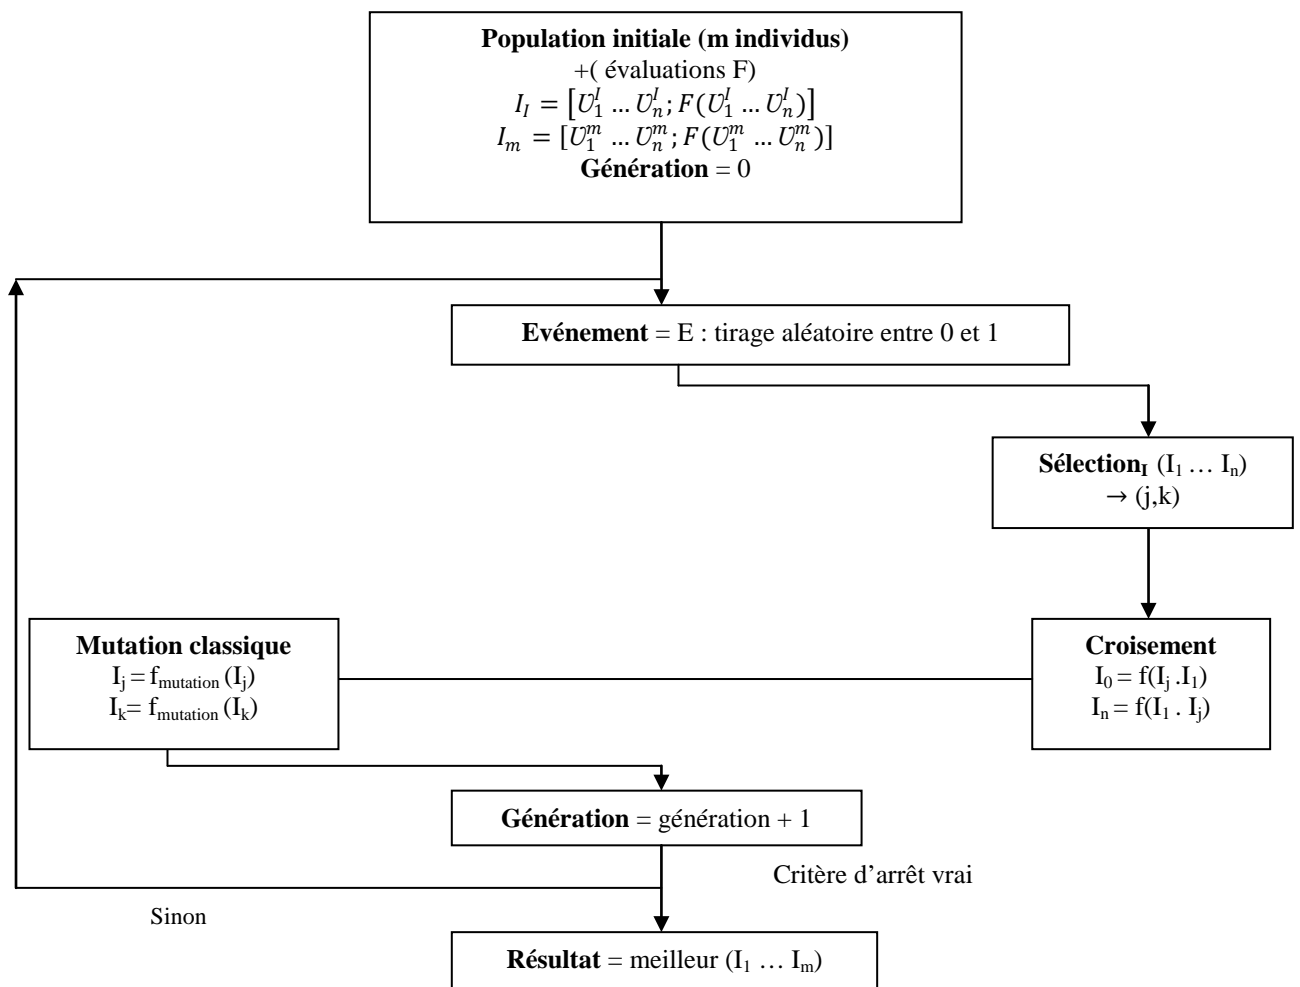 Population initiale (m individus)
+( évaluations F)
I_I = [U_1^I … U_n^I; F(U_1^I … U_n^I)]
I_m = [U_1^m … U_n^m; F(U_1^m … U_n^m)]
Génération = 0
Evénement = E : tirage aléatoire entre 0 et 1
Sélection_I (I_1 … I_n)
→ (j,k)
Mutation classique
I_j = f_mutation (I_j)
I_k= f_mutation (I_k)
Croisement
I_0 = f(I_j .I_1)
I_n = f(I_1 . I_j)
Génération = génération + 1
Critère d'arrêt vrai
Sinon
Résultat = meilleur (I_1 … I_m)